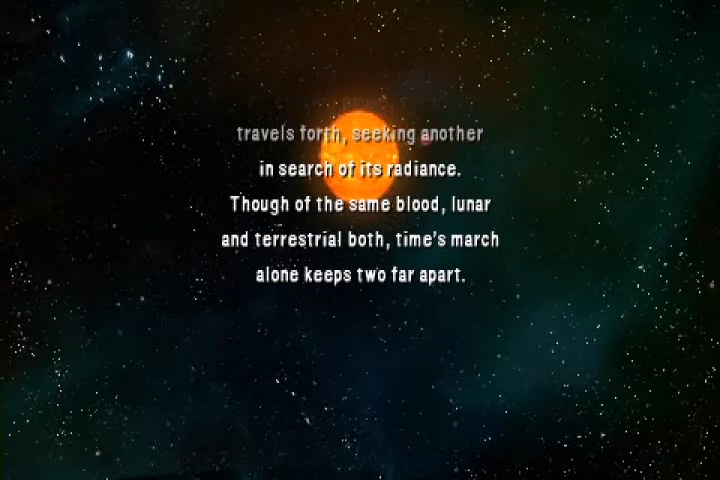 travels forth, seeking another
in search of its radiance.
Though of the same blood, lunar
and terrestrial both, time's march
alone keeps two far apart.